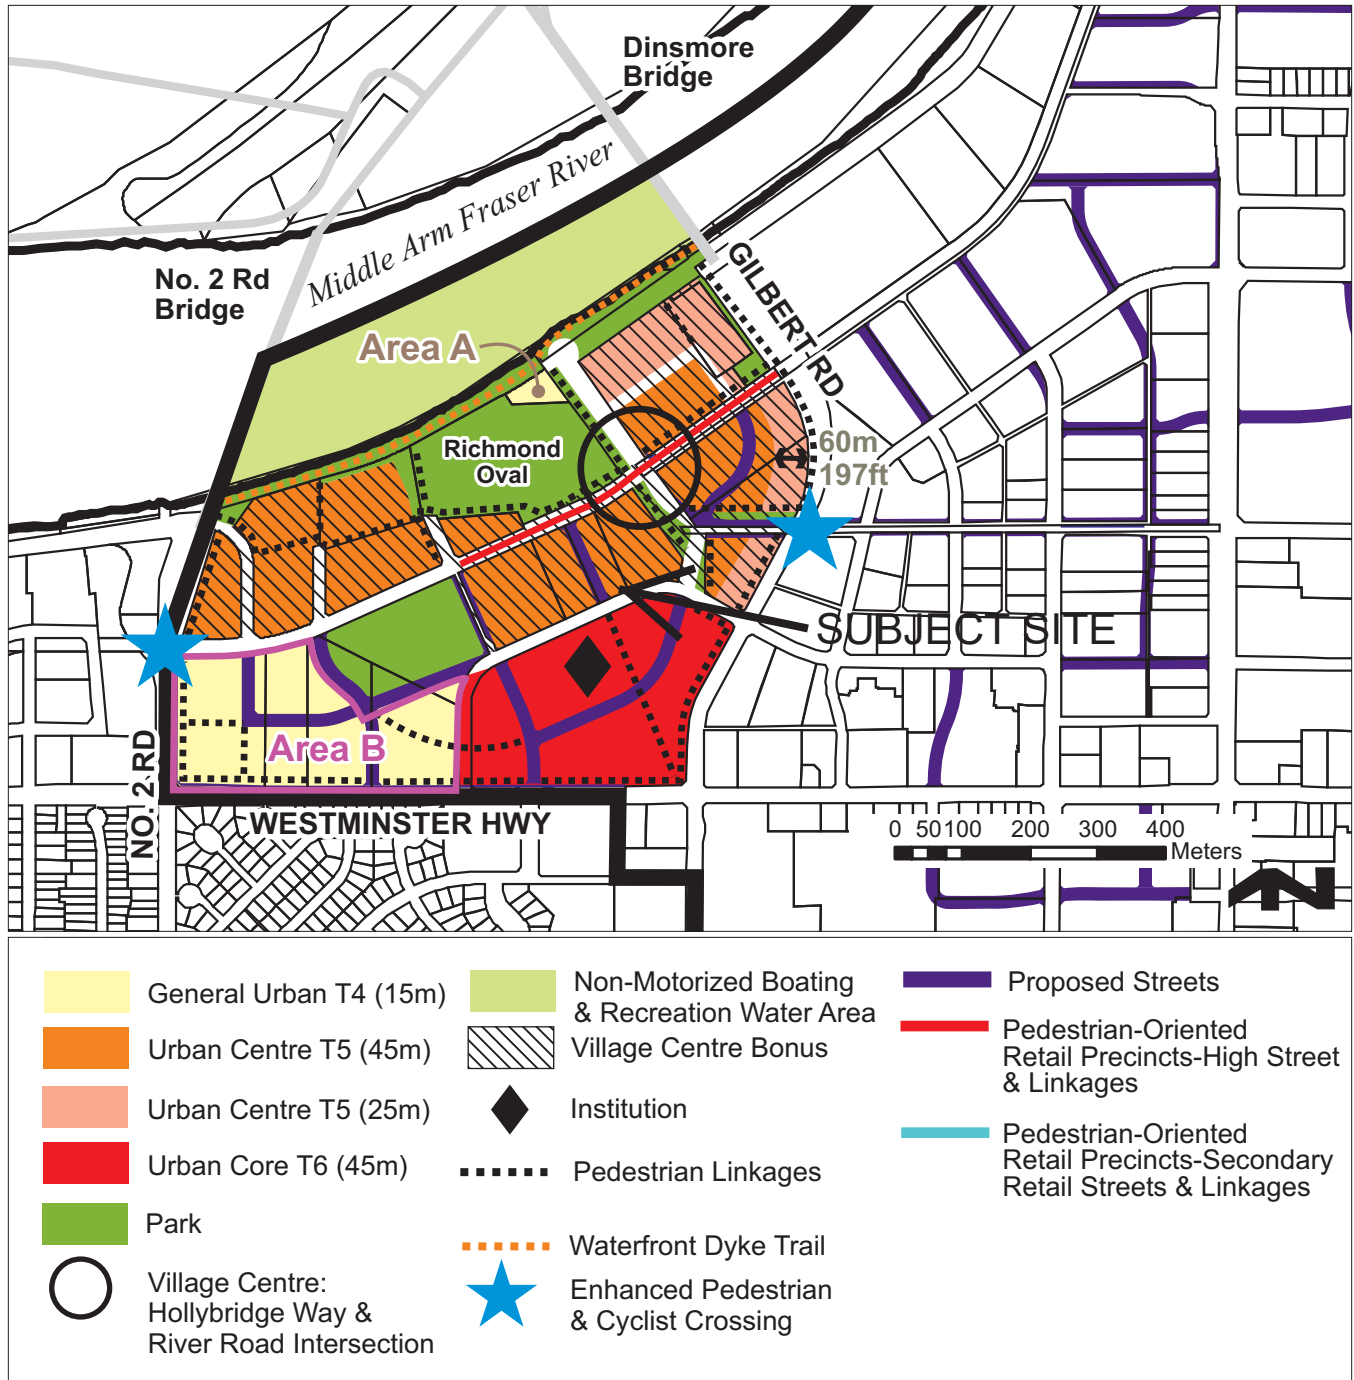 Dinsmore
Bridge
Middle Arm Fraser River
No. 2 Rd
Bridge
GILBERT RD
Area A
Richmond
Oval
60m
197ft
SUBJECT SITE
Area B
NO. 2 RD
WESTMINSTER HWY
0 50 100 200 300 400
Meters
General Urban T4 (15m)
Urban Centre T5 (45m)
Urban Centre T5 (25m)
Urban Core T6 (45m)
Park
Village Centre:
Hollybridge Way &
River Road Intersection
Non-Motorized Boating
& Recreation Water Area
Village Centre Bonus
Institution
Pedestrian Linkages
Waterfront Dyke Trail
Enhanced Pedestrian
& Cyclist Crossing
Proposed Streets
Pedestrian-Oriented
Retail Precincts-High Street
& Linkages
Pedestrian-Oriented
Retail Precincts-Secondary
Retail Streets & Linkages